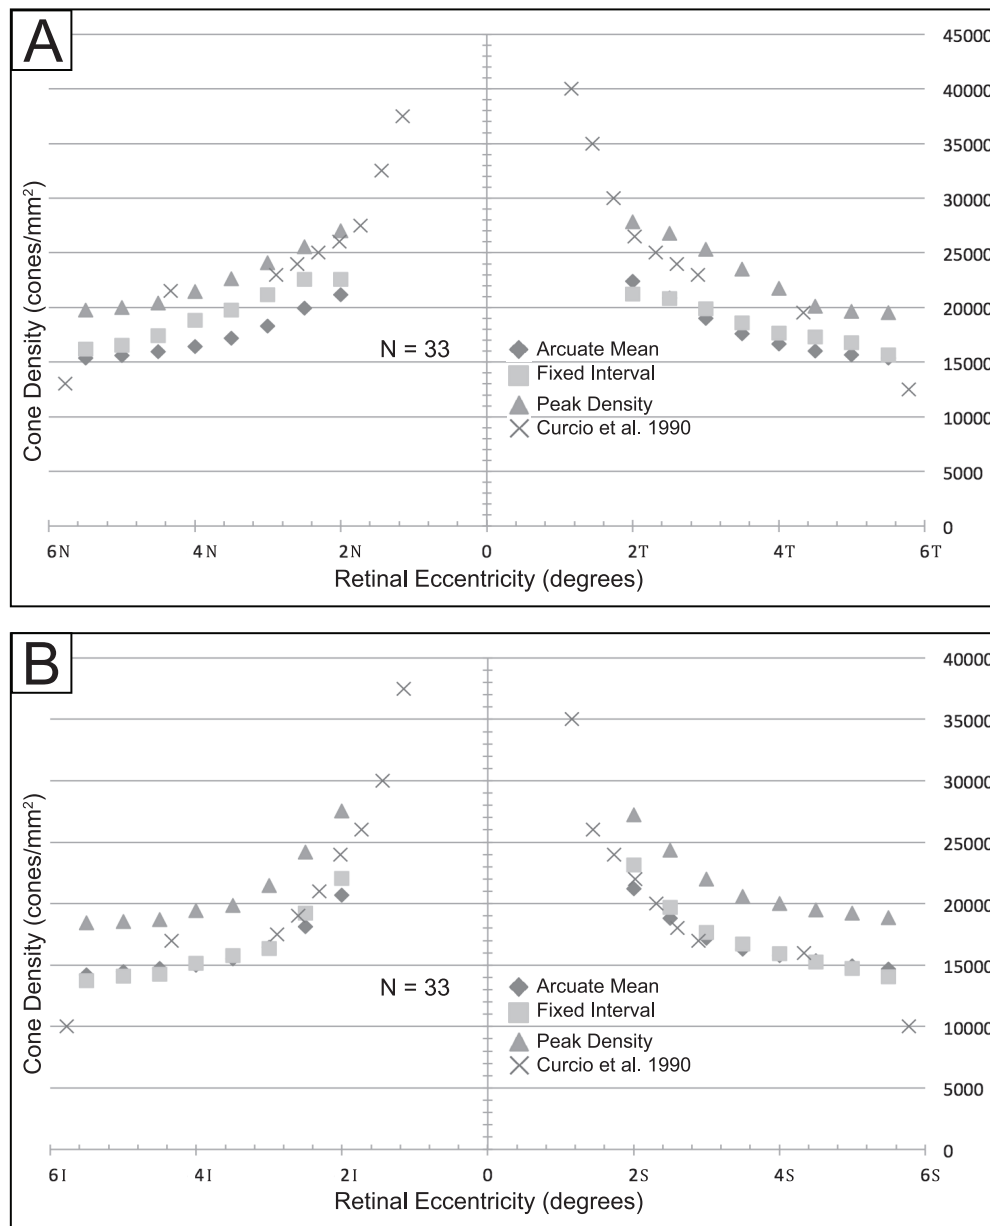 A
45000
40000
35000
30000
25000
20000
15000
10000
5000
0
Cone Density (cones/mm²)
N = 33
Arcuate Mean
Fixed Interval
Peak Density
Curcio et al. 1990
6N 4N 2N 0 2T 4T 6T
Retinal Eccentricity (degrees)
B
40000
35000
30000
25000
20000
15000
10000
5000
0
Cone Density (cones/mm²)
N = 33
Arcuate Mean
Fixed Interval
Peak Density
Curcio et al. 1990
6I 4I 2I 0 2S 4S 6S
Retinal Eccentricity (degrees)